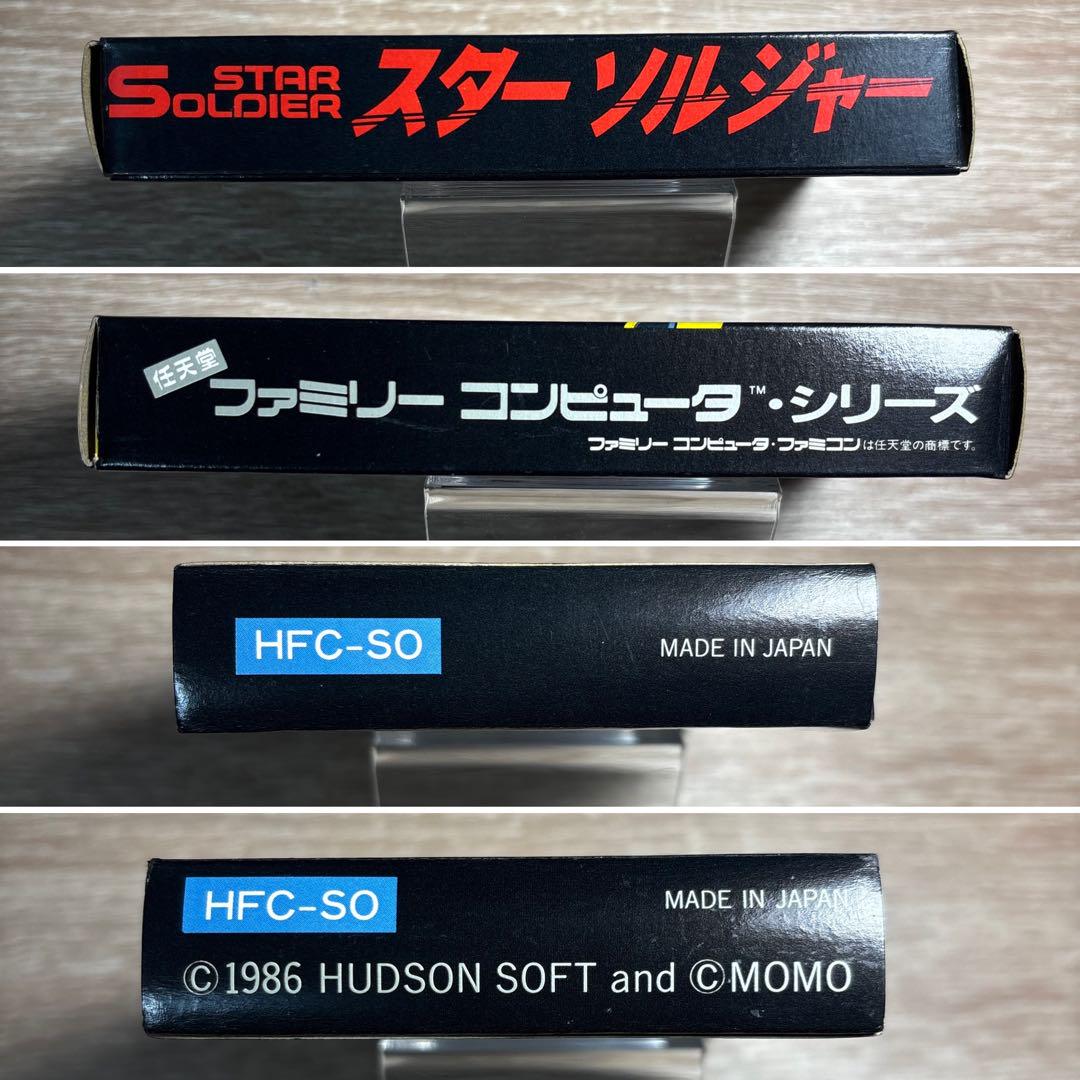 STAR
SOLDIER
スター ソルジャー
任天堂
ファミリー コンピュータ™・シリーズ
ファミリー コンピュータ・ファミコンは任天堂の商標です。
HFC-SO
MADE IN JAPAN
HFC-SO
MADE IN JAPAN
©1986 HUDSON SOFT and ©MOMO